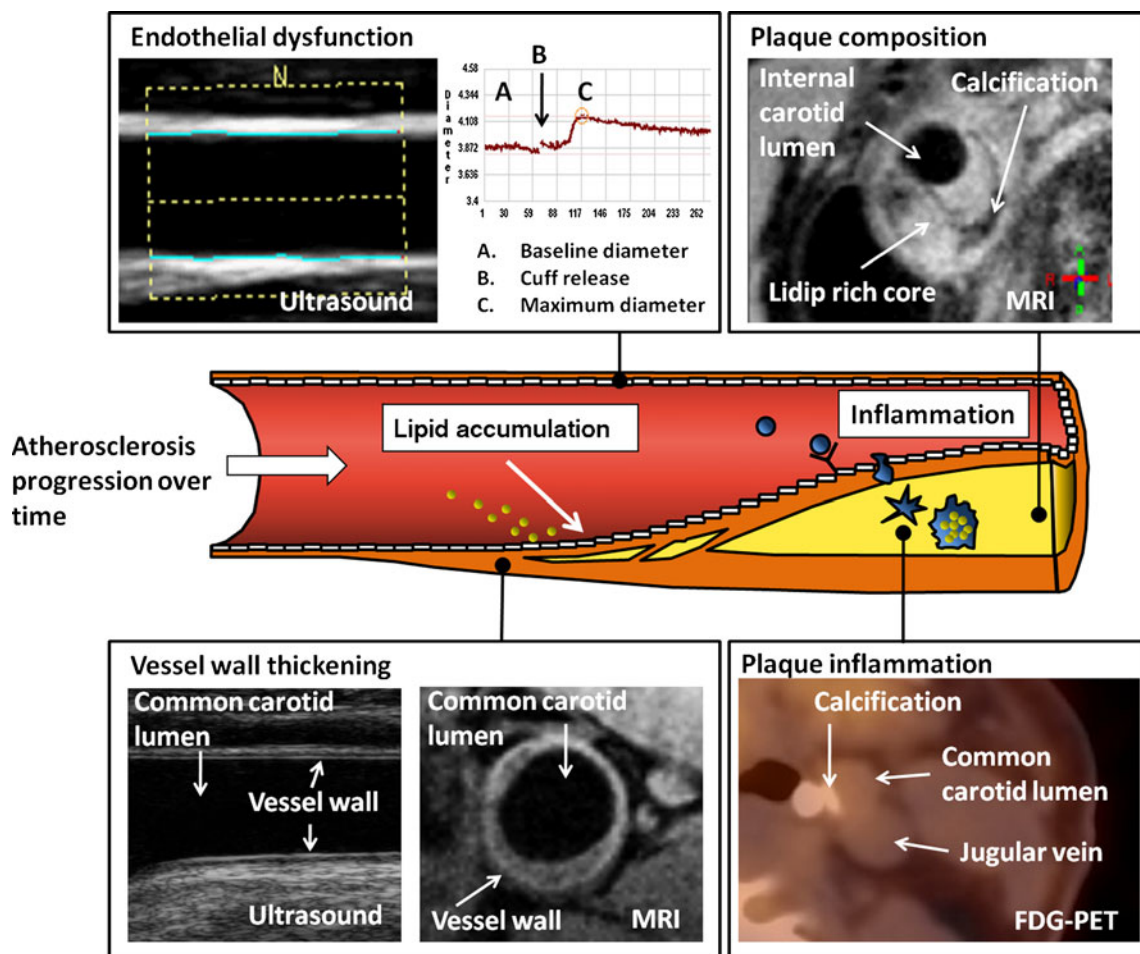 Endothelial dysfunction
N
Ultrasound
B
A
C
Diameter
4.58
4.344
4.108
3.872
3.636
3.4
1 30 59 88 117 146 175 204 233 262
A. Baseline diameter
B. Cuff release
C. Maximum diameter
Plaque composition
Internal
carotid
lumen
Calcification
Lidip rich core
MRI
Atherosclerosis
progression over
time
Lipid accumulation
Inflammation
Vessel wall thickening
Common carotid
lumen
Vessel wall
Ultrasound
Common carotid
lumen
Vessel wall
MRI
Plaque inflammation
Calcification
Common
carotid lumen
Jugular vein
FDG-PET